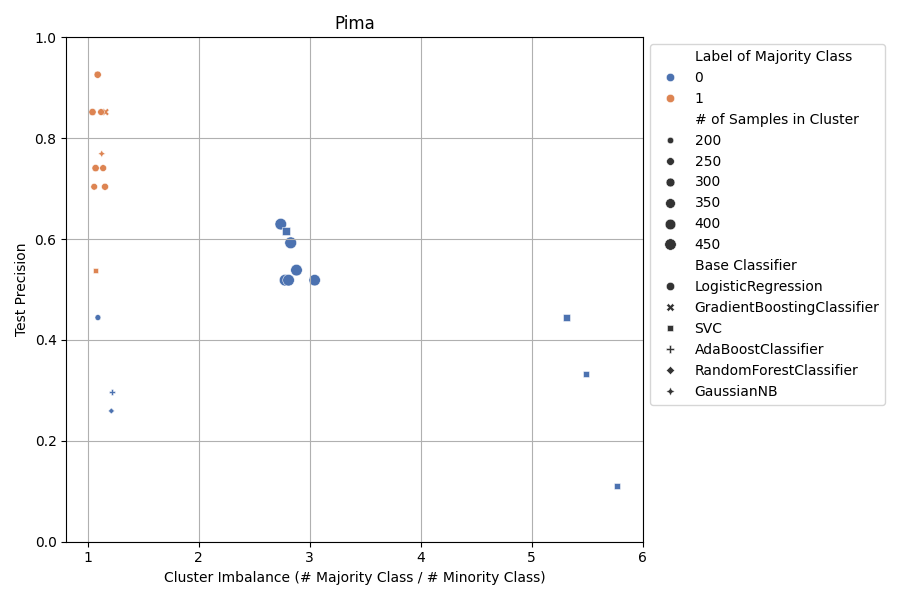 Pima
1.0
0.8
0.6
0.4
0.2
0.0
Test Precision
1
2
3
4
5
6
Cluster Imbalance (# Majority Class / # Minority Class)
Label of Majority Class
0
1
# of Samples in Cluster
200
250
300
350
400
450
Base Classifier
LogisticRegression
GradientBoostingClassifier
SVC
AdaBoostClassifier
RandomForestClassifier
GaussianNB